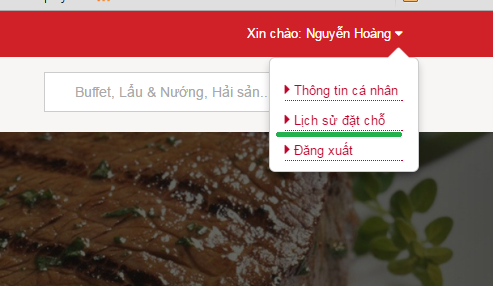 Xin chào: Nguyễn Hoàng
Buffet, Lẩu & Nướng, Hải sản...
Thông tin cá nhân
Lịch sử đặt chỗ
Đăng xuất